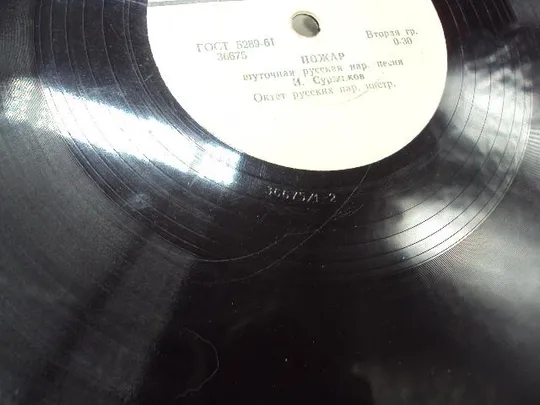 ГОСТ 5289-61
Вторая гр.
36675
0-30
ПОЖАР
шуточная русская нар. песня
И. Суржиков
Октет русских нар. инстр.
36675/1-2